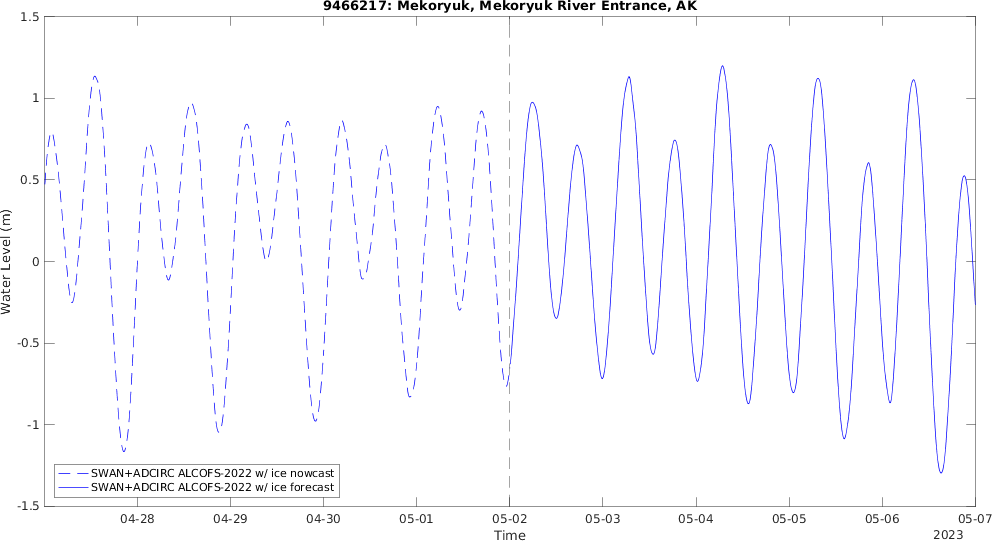 9466217: Mekoryuk, Mekoryuk River Entrance, AK
1.5
1
0.5
0
-0.5
-1
-1.5
Water Level (m)
SWAN+ADCIRC ALCOFS-2022 w/ ice nowcast
SWAN+ADCIRC ALCOFS-2022 w/ ice forecast
04-28 04-29 04-30 05-01 05-02 05-03 05-04 05-05 05-06 05-07
Time
2023